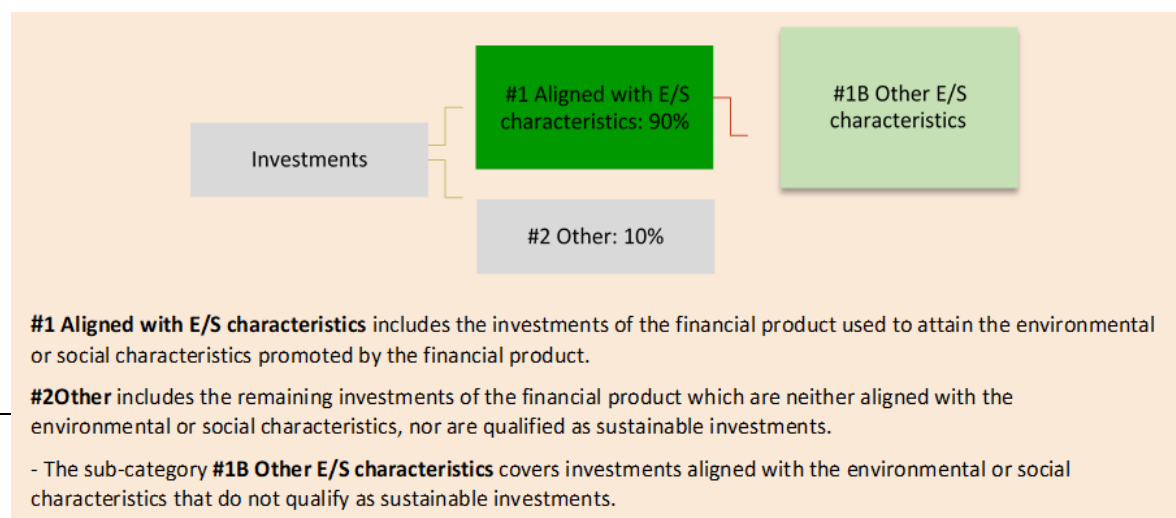 #1 Aligned with E/S
characteristics: 90%
#1B Other E/S
characteristics
Investments
#2 Other: 10%
#1 Aligned with E/S characteristics includes the investments of the financial product used to attain the environmental
or social characteristics promoted by the financial product.
#2Other includes the remaining investments of the financial product which are neither aligned with the
environmental or social characteristics, nor are qualified as sustainable investments.
- The sub-category #1B Other E/S characteristics covers investments aligned with the environmental or social
characteristics that do not qualify as sustainable investments.